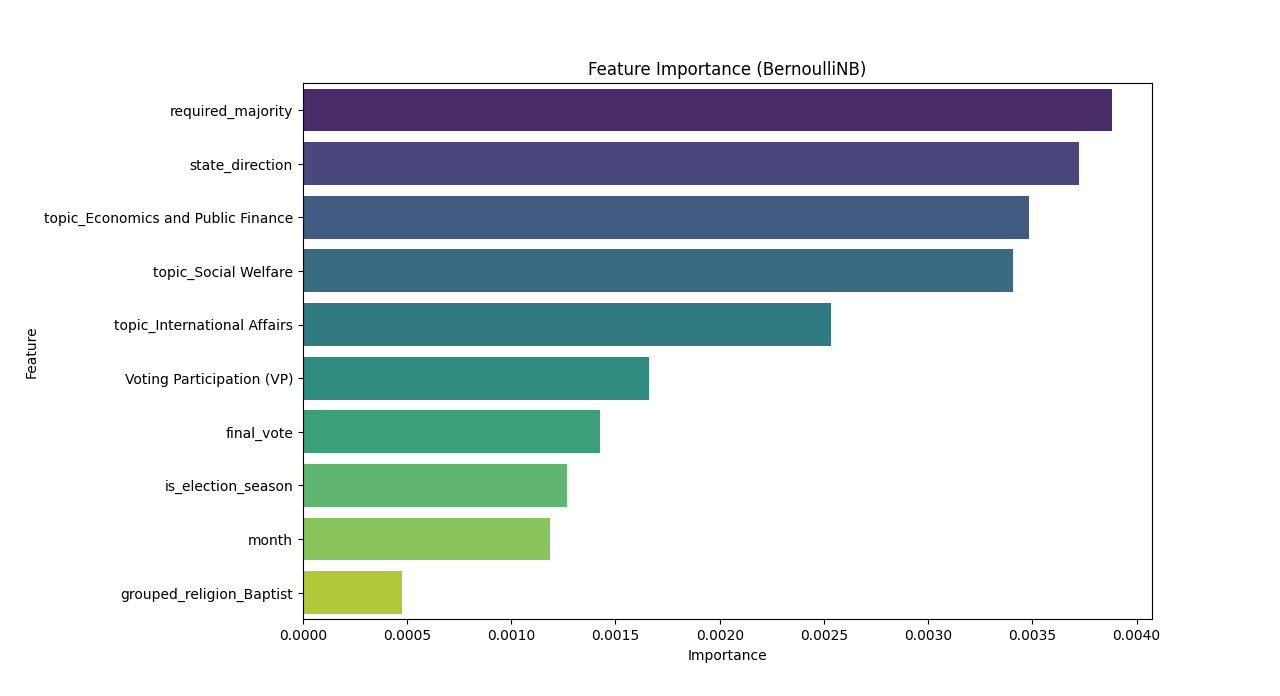 Feature Importance (BernoulliNB)
required_majority
state_direction
topic_Economics and Public Finance
topic_Social Welfare
topic_International Affairs
Voting Participation (VP)
final_vote
is_election_season
month
grouped_religion_Baptist
Feature
0.0000 0.0005 0.0010 0.0015 0.0020 0.0025 0.0030 0.0035 0.0040
Importance